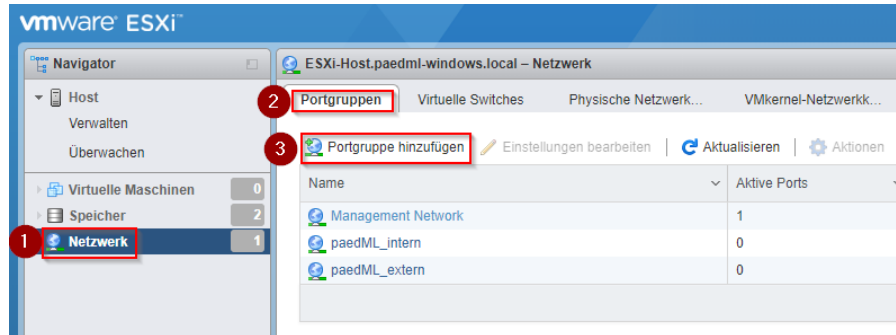 vmware ESXi™
Navigator
ESXi-Host.paedml-windows.local – Netzwerk
Host
Verwalten
Überwachen
Virtuelle Maschinen 0
Speicher 2
1 Netzwerk 1
2 Portgruppen Virtuelle Switches Physische Netzwerk... VMkernel-Netzwerkk...
3 Portgruppe hinzufügen Einstellungen bearbeiten Aktualisieren Aktionen
Name Aktive Ports
Management Network 1
paedML_intern 0
paedML_extern 0